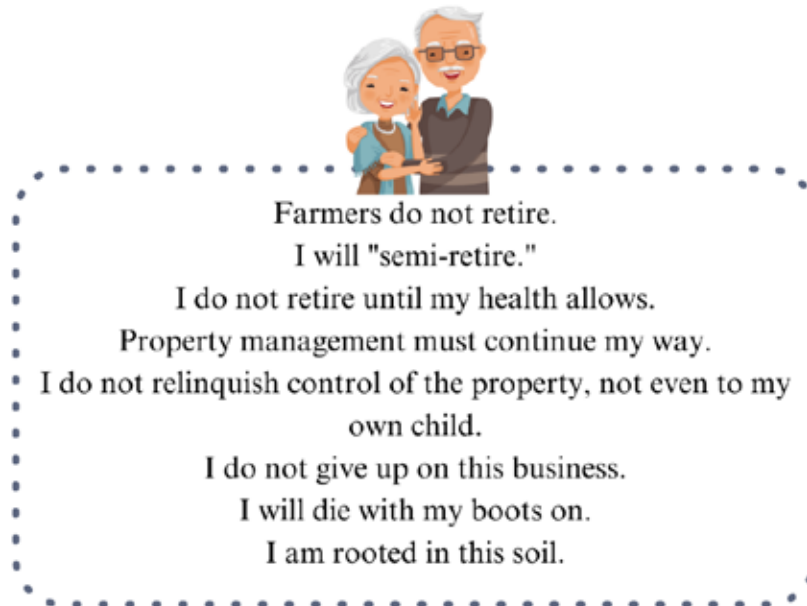 Farmers do not retire.
I will "semi-retire."
I do not retire until my health allows.
Property management must continue my way.
I do not relinquish control of the property, not even to my
own child.
I do not give up on this business.
I will die with my boots on.
I am rooted in this soil.